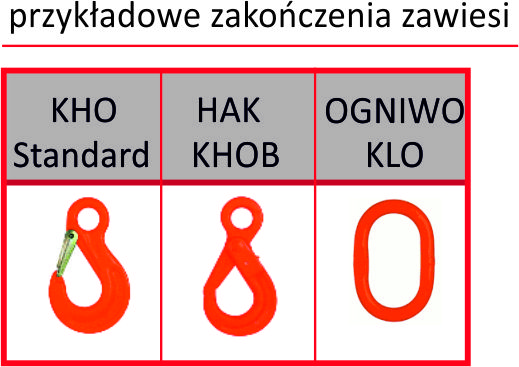 przykładowe zakończenia zawiesi
KHO
Standard
HAK
KHOB
OGNIWO
KLO